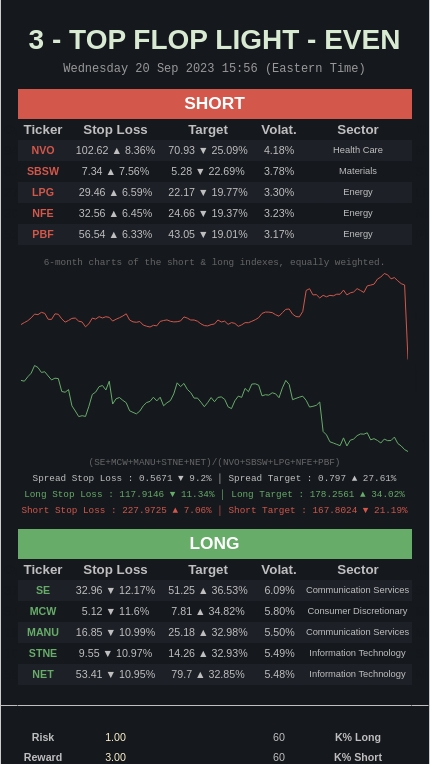 3 - TOP FLOP LIGHT - EVEN
Wednesday 20 Sep 2023 15:56 (Eastern Time)
SHORT
Ticker Stop Loss Target Volat. Sector
NVO 102.62 ▲ 8.36% 70.93 ▼ 25.09% 4.18% Health Care
SBSW 7.34 ▲ 7.56% 5.28 ▼ 22.69% 3.78% Materials
LPG 29.46 ▲ 6.59% 22.17 ▼ 19.77% 3.30% Energy
NFE 32.56 ▲ 6.45% 24.66 ▼ 19.37% 3.23% Energy
PBF 56.54 ▲ 6.33% 43.05 ▼ 19.01% 3.17% Energy
6-month charts of the short & long indexes, equally weighted.
(SE+MCW+MANU+STNE+NET)/(NVO+SBSW+LPG+NFE+PBF)
Spread Stop Loss : 0.5671 ▼ 9.2% | Spread Target : 0.797 ▲ 27.61%
Long Stop Loss : 117.9146 ▼ 11.34% | Long Target : 178.2561 ▲ 34.02%
Short Stop Loss : 227.9725 ▲ 7.06% | Short Target : 167.8024 ▼ 21.19%
LONG
Ticker Stop Loss Target Volat. Sector
SE 32.96 ▼ 12.17% 51.25 ▲ 36.53% 6.09% Communication Services
MCW 5.12 ▼ 11.6% 7.81 ▲ 34.82% 5.80% Consumer Discretionary
MANU 16.85 ▼ 10.99% 25.18 ▲ 32.98% 5.50% Communication Services
STNE 9.55 ▼ 10.97% 14.26 ▲ 32.93% 5.49% Information Technology
NET 53.41 ▼ 10.95% 79.7 ▲ 32.85% 5.48% Information Technology
Risk 1.00 60 K% Long
Reward 3.00 60 K% Short